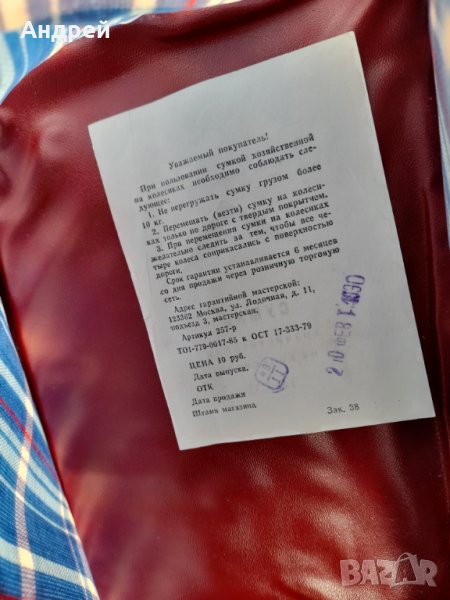 Андрей
Уважаемый покупатель!
При пользовании сумкой хозяйственной
на колесиках необходимо соблюдать сле-
дующее:
1. Не перегружать сумку грузом более
10 кг.
2. Перемещать (везти) сумку на колеси-
ках только по дороге с твердым покрытием.
3. При перемещении сумки на колесиках
желательно следить за тем, чтобы все че-
тыре колеса соприкасались с поверхностью
дороги.
Срок гарантии устанавливается 6 месяцев
со дня продажи через розничную торговую
сеть.
Адрес гарантийной мастерской:
123362 Москва, ул. Лодочная, д. 11,
подъезд 3, мастерская.
Артикул 257-р
ТО1-779-0017-85 к ОСТ 17-333-79
ЦЕНА 10 руб.
Дата выпуска.
ОТК
Дата продажи
Штамп магазина
Зак. 38
BAZAR